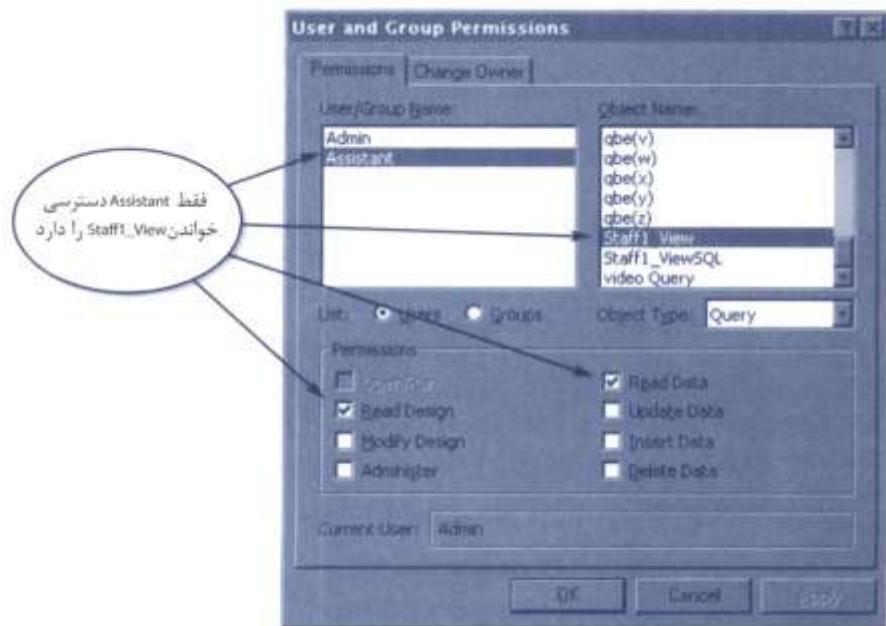 User and Group Permissions
Permissions
Change Owner
User/Group Name:
Object Name:
Admin
Assistant
qbe(v)
qbe(w)
qbe(x)
qbe(y)
qbe(z)
Staff1_View
Staff1_ViewSQL
video Query
فقط Assistant دسترسی
خواندن Staff1_View را دارد
List:
Users
Groups
Object Type:
Query
Permissions
Open/Run
Read Data
Read Design
Update Data
Modify Design
Insert Data
Administer
Delete Data
Current User:
Admin
OK
Cancel
Apply